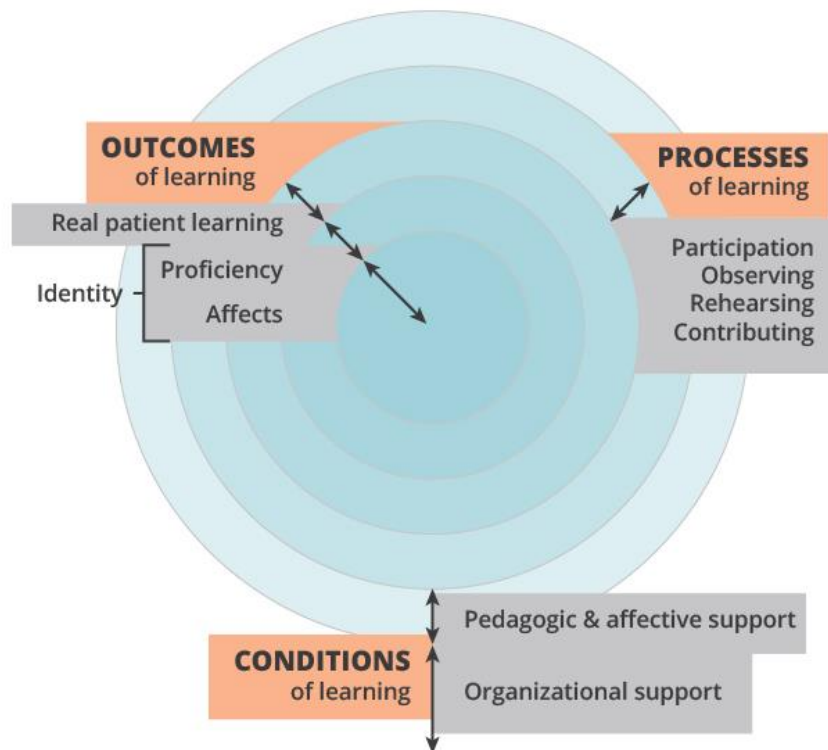 OUTCOMES
of learning
Real patient learning
Identity
Proficiency
Affects
PROCESSES
of learning
Participation
Observing
Rehearsing
Contributing
Pedagogic & affective support
CONDITIONS
of learning
Organizational support